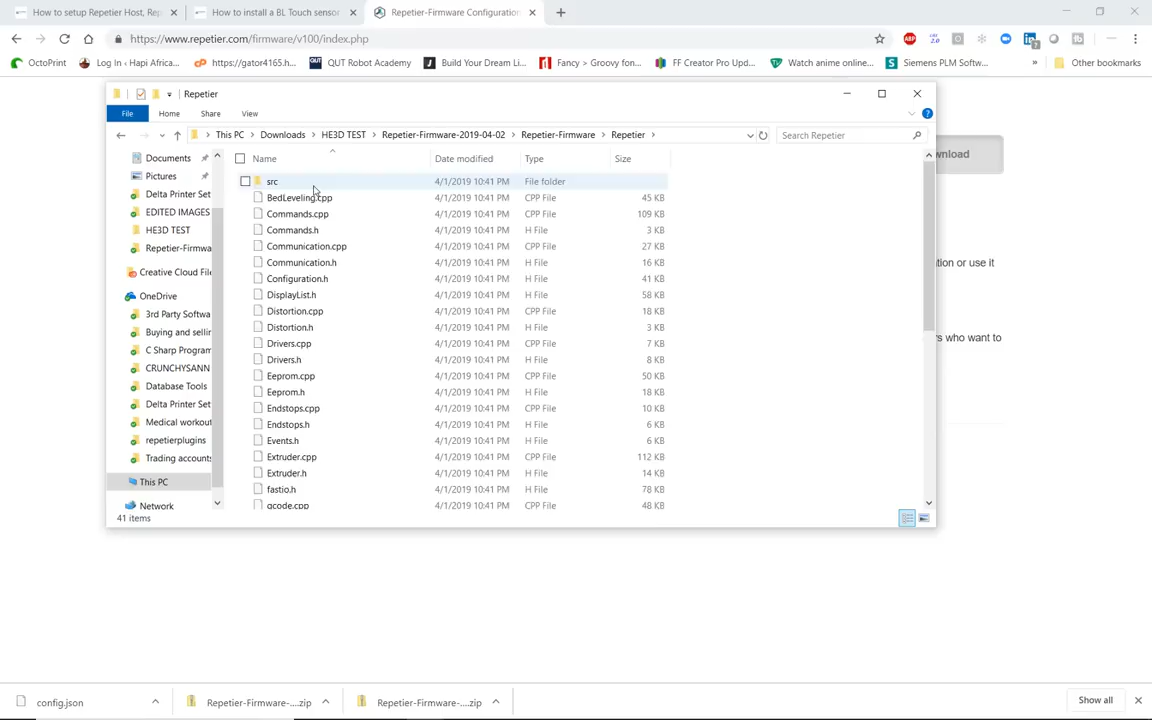 How to setup Repetier Host, Rep
How to install a BL Touch sensor
Repetier-Firmware Configuration
https://www.repetier.com/firmware/v100/index.php
ABP
2.0
7
OctoPrint
Log In ‹ Hapi Africa...
https://gator4165.h...
QUT Robot Academy
Build Your Dream Li...
Fancy > Groovy fon...
FF Creator Pro Upd...
Watch anime online...
Siemens PLM Softw...
»
Other bookmarks
Repetier
File
Home
Share
View
This PC > Downloads > HE3D TEST > Repetier-Firmware-2019-04-02 > Repetier-Firmware > Repetier >
Search Repetier
wnload
Name
Date modified
Type
Size
Documents
Pictures
Delta Printer Set
EDITED IMAGES
HE3D TEST
Repetier-Firmwa
Creative Cloud File
OneDrive
3rd Party Softwa
Buying and sellin
C Sharp Program
CRUNCHYSANN
Database Tools
Delta Printer Set
Medical workout
repetierplugins
Trading accounts
This PC
Network
src 4/1/2019 10:41 PM File folder
BedLeveling.cpp 4/1/2019 10:41 PM CPP File 45 KB
Commands.cpp 4/1/2019 10:41 PM CPP File 109 KB
Commands.h 4/1/2019 10:41 PM H File 3 KB
Communication.cpp 4/1/2019 10:41 PM CPP File 27 KB
Communication.h 4/1/2019 10:41 PM H File 16 KB
Configuration.h 4/1/2019 10:41 PM H File 41 KB
DisplayList.h 4/1/2019 10:41 PM H File 58 KB
Distortion.cpp 4/1/2019 10:41 PM CPP File 18 KB
Distortion.h 4/1/2019 10:41 PM H File 3 KB
Drivers.cpp 4/1/2019 10:41 PM CPP File 7 KB
Drivers.h 4/1/2019 10:41 PM H File 8 KB
Eeprom.cpp 4/1/2019 10:41 PM CPP File 50 KB
Eeprom.h 4/1/2019 10:41 PM H File 18 KB
Endstops.cpp 4/1/2019 10:41 PM CPP File 10 KB
Endstops.h 4/1/2019 10:41 PM H File 6 KB
Events.h 4/1/2019 10:41 PM H File 6 KB
Extruder.cpp 4/1/2019 10:41 PM CPP File 112 KB
Extruder.h 4/1/2019 10:41 PM H File 14 KB
fastio.h 4/1/2019 10:41 PM H File 78 KB
gcode.cpp 4/1/2019 10:41 PM CPP File 48 KB
41 items
ation or use it
rs who want to
config.json
Repetier-Firmware-....zip
Repetier-Firmware-....zip
Show all